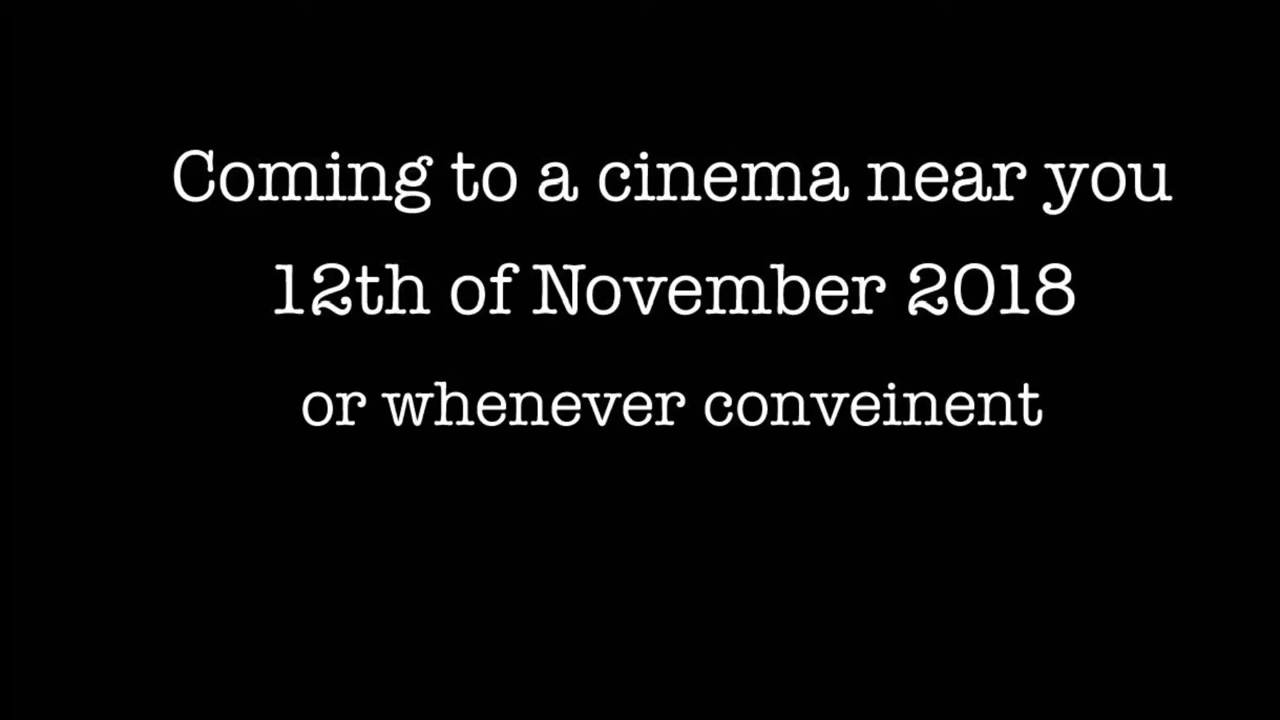 Coming to a cinema near you
12th of November 2018
or whenever conveinent